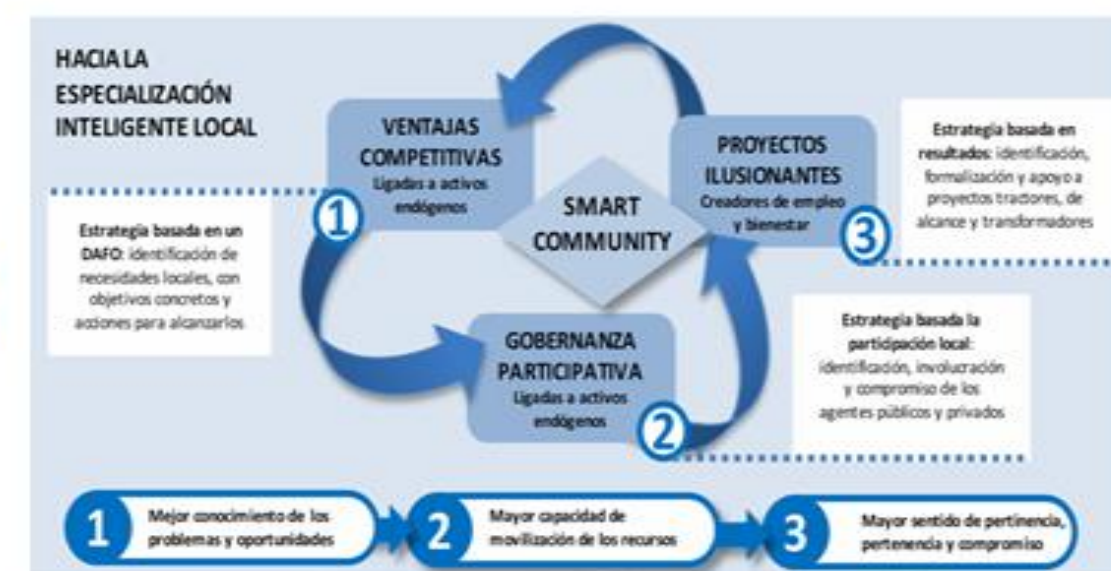 HACIA LA
ESPECIALIZACIÓN
INTELIGENTE LOCAL
VENTAJAS
COMPETITIVAS
Ligadas a activos
endógenos
1
Estrategia basada en un
DAFO: identificación de
necesidades locales, con
objetivos concretos y
acciones para alcanzarlos
SMART
COMMUNITY
PROYECTOS
ILUSIONANTES
Creadores de empleo
y bienestar
3
Estrategia basada en
resultados: identificación,
formalización y apoyo a
proyectos tractores, de
alcance y transformadores
GOBERNANZA
PARTICIPATIVA
Ligadas a activos
endógenos
2
Estrategia basada la
participación local:
identificación, involucración
y compromiso de los
agentes públicos y privados
1
Mejor conocimiento de los
problemas y oportunidades
2
Mayor capacidad de
movilización de los recursos
3
Mayor sentido de pertinencia,
pertenencia y compromiso